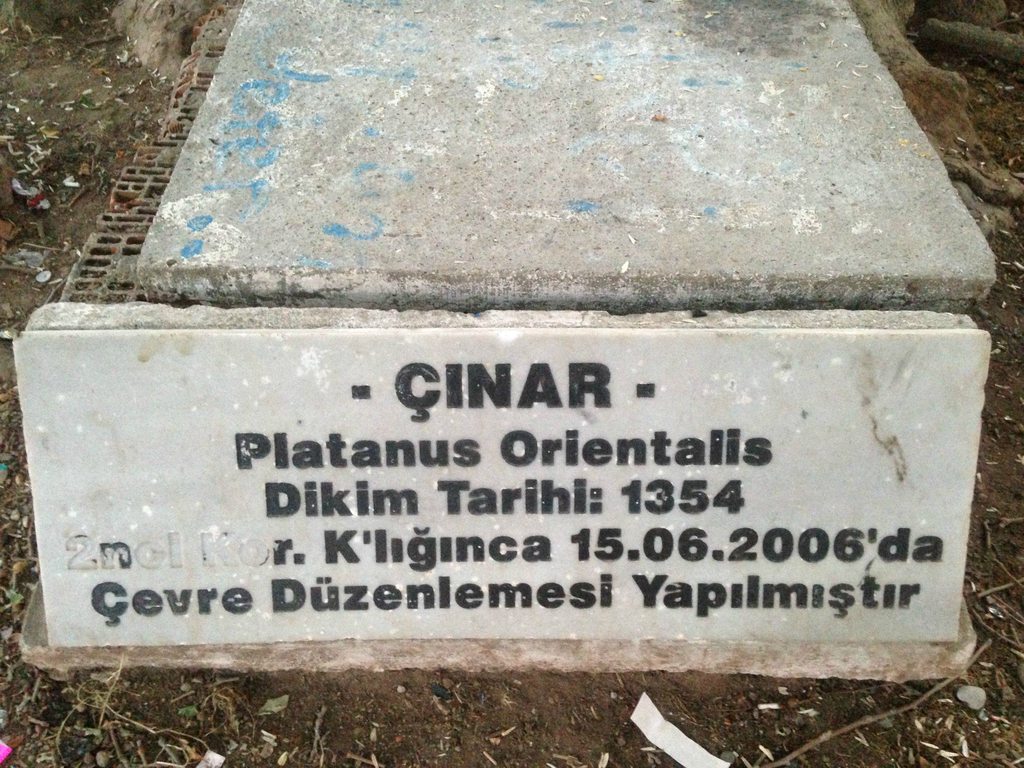 - ÇINAR -
Platanus Orientalis
Dikim Tarihi: 1354
2nci Kor. K'lığınca 15.06.2006'da
Çevre Düzenlemesi Yapılmıştır